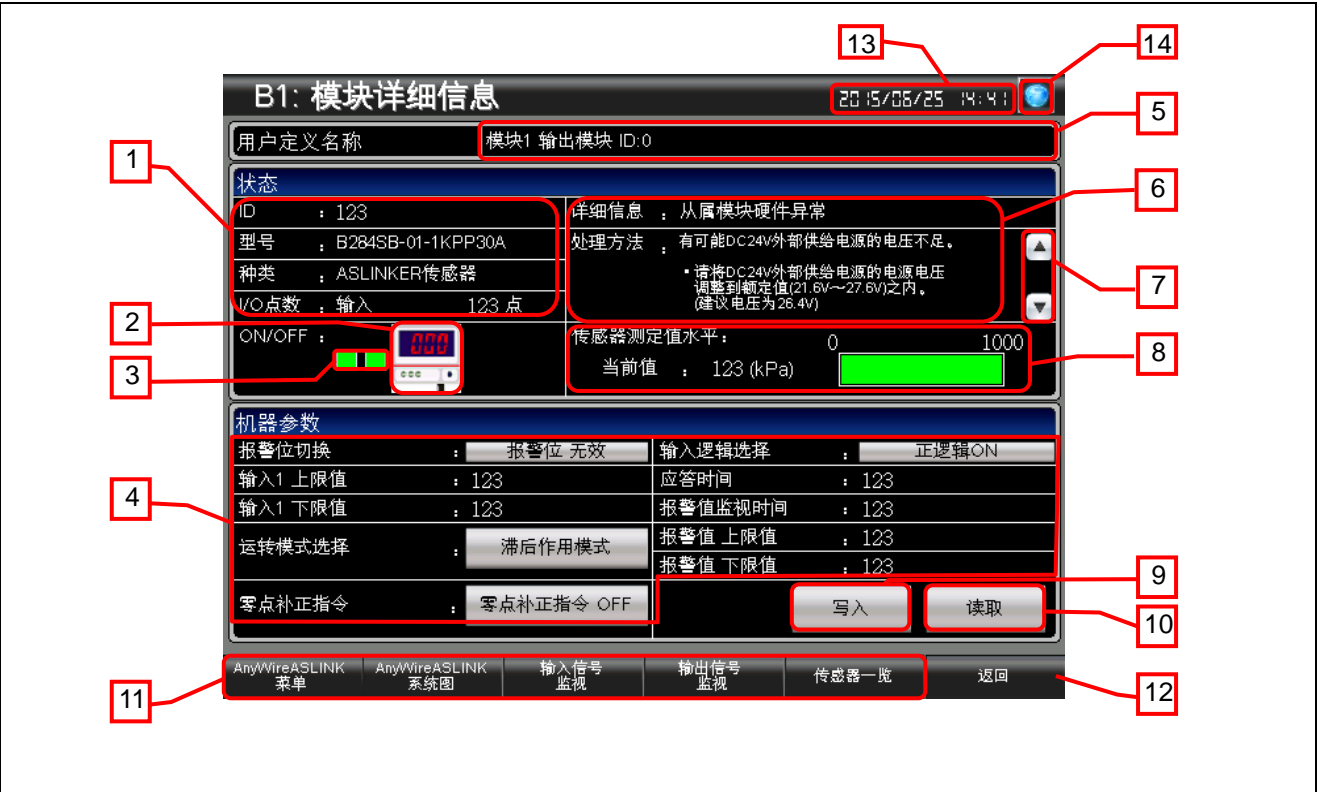 13
14
B1: 模块详细信息
2015/06/25 14:41
5
用户定义名称
模块1 输出模块 ID:0
1
状态
6
ID : 123
详细信息 : 从属模块硬件异常
型号 : B284SB-01-1KPP30A
处理方法 : 有可能DC24V外部供给电源的电压不足。
种类 : ASLINKER传感器
・请将DC24V外部供给电源的电源电压
调整到额定值(21.6V～27.6V)之内。
(建议电压为26.4V)
7
I/O点数 : 输入 123 点
2
ON/OFF :
000
传感器测定值水平:
0 1000
8
3
当前值 : 123 (kPa)
机器参数
报警位切换 : 报警位 无效
输入逻辑选择 : 正逻辑ON
输入1 上限值 : 123
应答时间 : 123
4
输入1 下限值 : 123
报警值监视时间 : 123
运转模式选择 : 滞后作用模式
报警值 上限值 : 123
报警值 下限值 : 123
9
零点补正指令 : 零点补正指令 OFF
写入
读取
10
AnyWireASLINK
菜单
AnyWireASLINK
系统图
输入信号
监视
输出信号
监视
传感器一览
返回
11
12